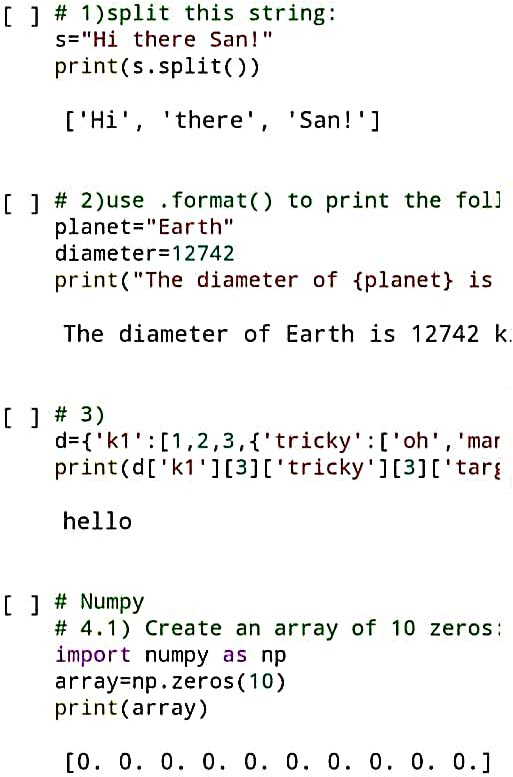 [ ] # 1)split this string:
s="Hi there San!"
print(s.split())
['Hi', 'there', 'San!']
[ ] # 2)use .format() to print the
planet="Earth"
diameter=12742
print("The diameter of {planet} is
The diameter of Earth is 12742
[ ] # 3)
d={'k1':[1,2,3,{'tricky':['oh',
print(d['k1'][3]['tricky'][3]
hello
[ ] # Numpy
# 4.1) Create an array of 10 zeros:
import numpy as np
array=np.zeros(10)
print(array)
[0. 0. 0. 0. 0. 0. 0. 0. 0. 0.]